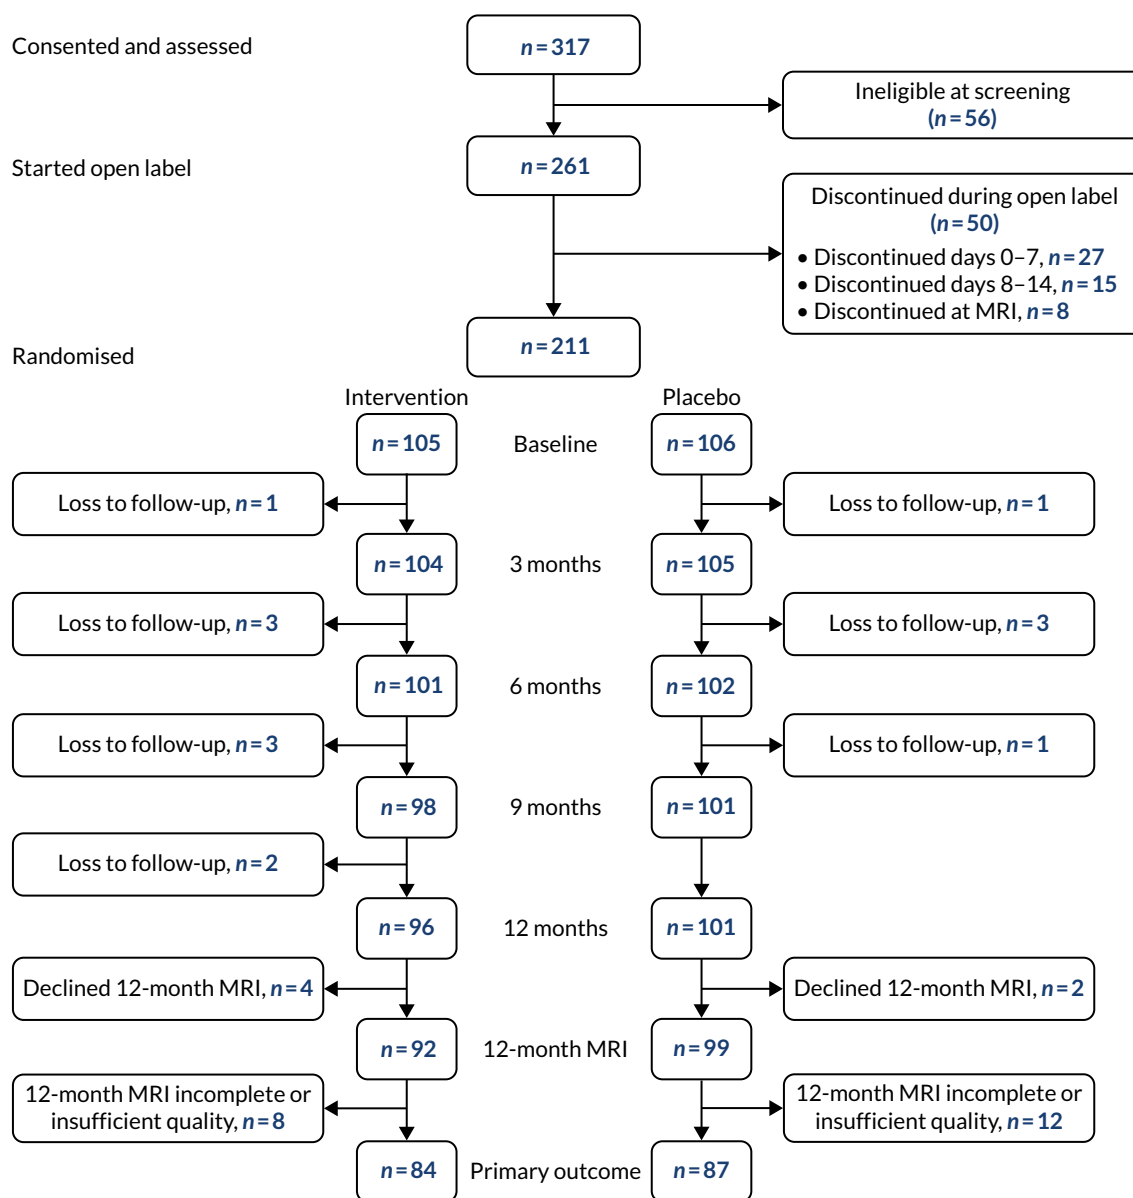 Consented and assessed
n=317
Ineligible at screening
(n=56)
Started open label
n=261
Discontinued during open label
(n=50)
• Discontinued days 0–7, n=27
• Discontinued days 8–14, n=15
• Discontinued at MRI, n=8
Randomised
n=211
Intervention
Placebo
n=105
Baseline
n=106
Loss to follow-up, n=1
Loss to follow-up, n=1
n=104
3 months
n=105
Loss to follow-up, n=3
Loss to follow-up, n=3
n=101
6 months
n=102
Loss to follow-up, n=3
Loss to follow-up, n=1
n=98
9 months
n=101
Loss to follow-up, n=2
n=96
12 months
n=101
Declined 12-month MRI, n=4
Declined 12-month MRI, n=2
n=92
12-month MRI
n=99
12-month MRI incomplete or
insufficient quality, n=8
12-month MRI incomplete or
insufficient quality, n=12
n=84
Primary outcome
n=87